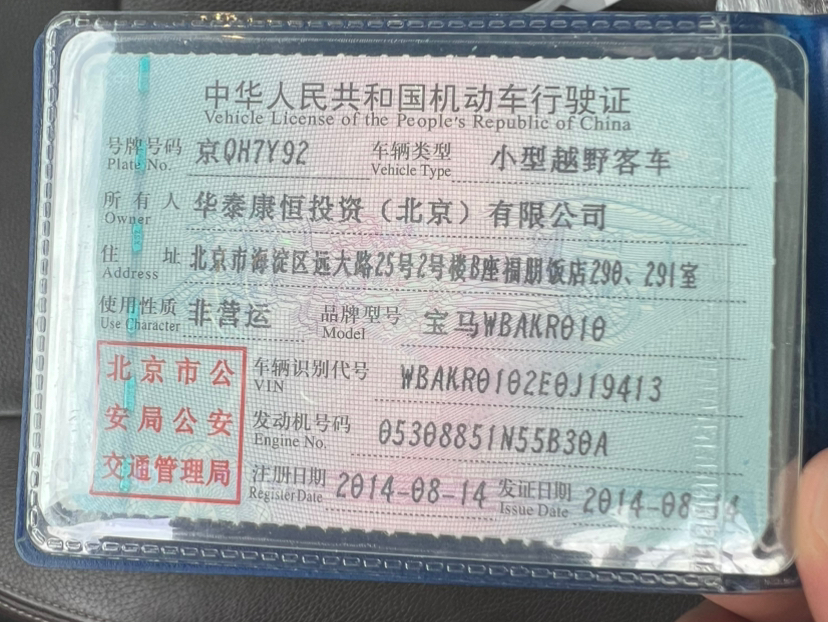 中华人民共和国机动车行驶证
Vehicle License of the People's Republic of China
号牌号码 京QH7Y92 车辆类型 小型越野客车
Plate No. Vehicle Type
所有人 华泰康恒投资（北京）有限公司
Owner
住址 北京市海淀区远大路25号2号楼B座福朋饭店290、291室
Address
使用性质 非营运 品牌型号 宝马WBAKR010
Use Character Model
车辆识别代号 WBAKR0102E0J19413
VIN
发动机号码 05308851N55B30A
Engine No.
注册日期 2014-08-14 发证日期 2014-08-14
Register Date Issue Date
北京市公
安局公安
交通管理局